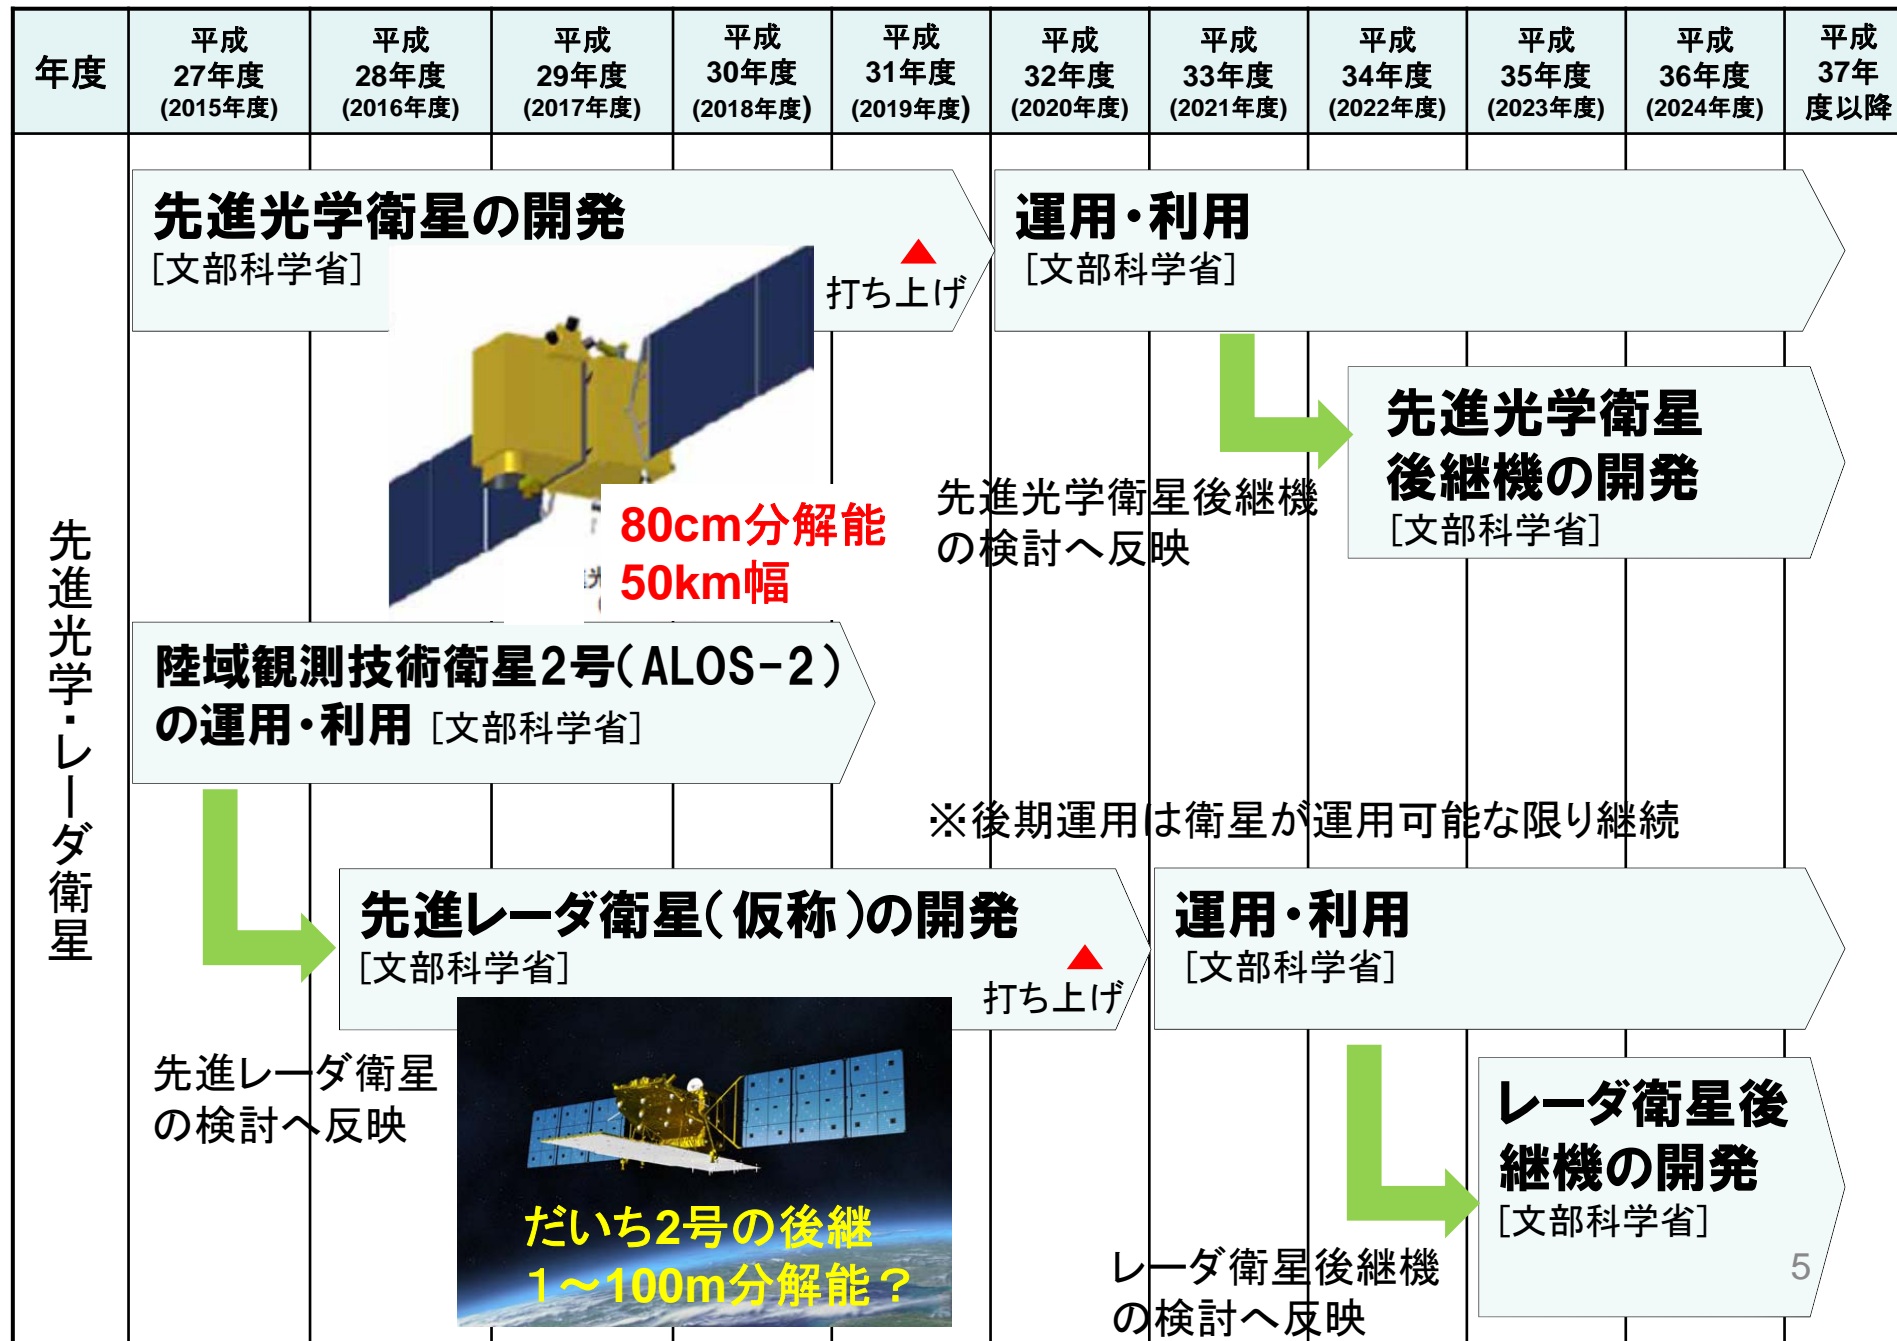 年度
平成
27年度
(2015年度)
平成
28年度
(2016年度)
平成
29年度
(2017年度)
平成
30年度
(2018年度)
平成
31年度
(2019年度)
平成
32年度
(2020年度)
平成
33年度
(2021年度)
平成
34年度
(2022年度)
平成
35年度
(2023年度)
平成
36年度
(2024年度)
平成
37年
度以降
先進光学・レーダ衛星
先進光学衛星の開発
[文部科学省]
打ち上げ
運用・利用
[文部科学省]
80cm分解能
50km幅
先進光学衛星後継機
の検討へ反映
先進光学衛星
後継機の開発
[文部科学省]
陸域観測技術衛星2号(ALOS-2)
の運用・利用 [文部科学省]
※後期運用は衛星が運用可能な限り継続
先進レーダ衛星(仮称)の開発
[文部科学省]
打ち上げ
運用・利用
[文部科学省]
先進レーダ衛星
の検討へ反映
だいち2号の後継
1～100m分解能？
レーダ衛星後
継機の開発
[文部科学省]
レーダ衛星後継機
の検討へ反映
5